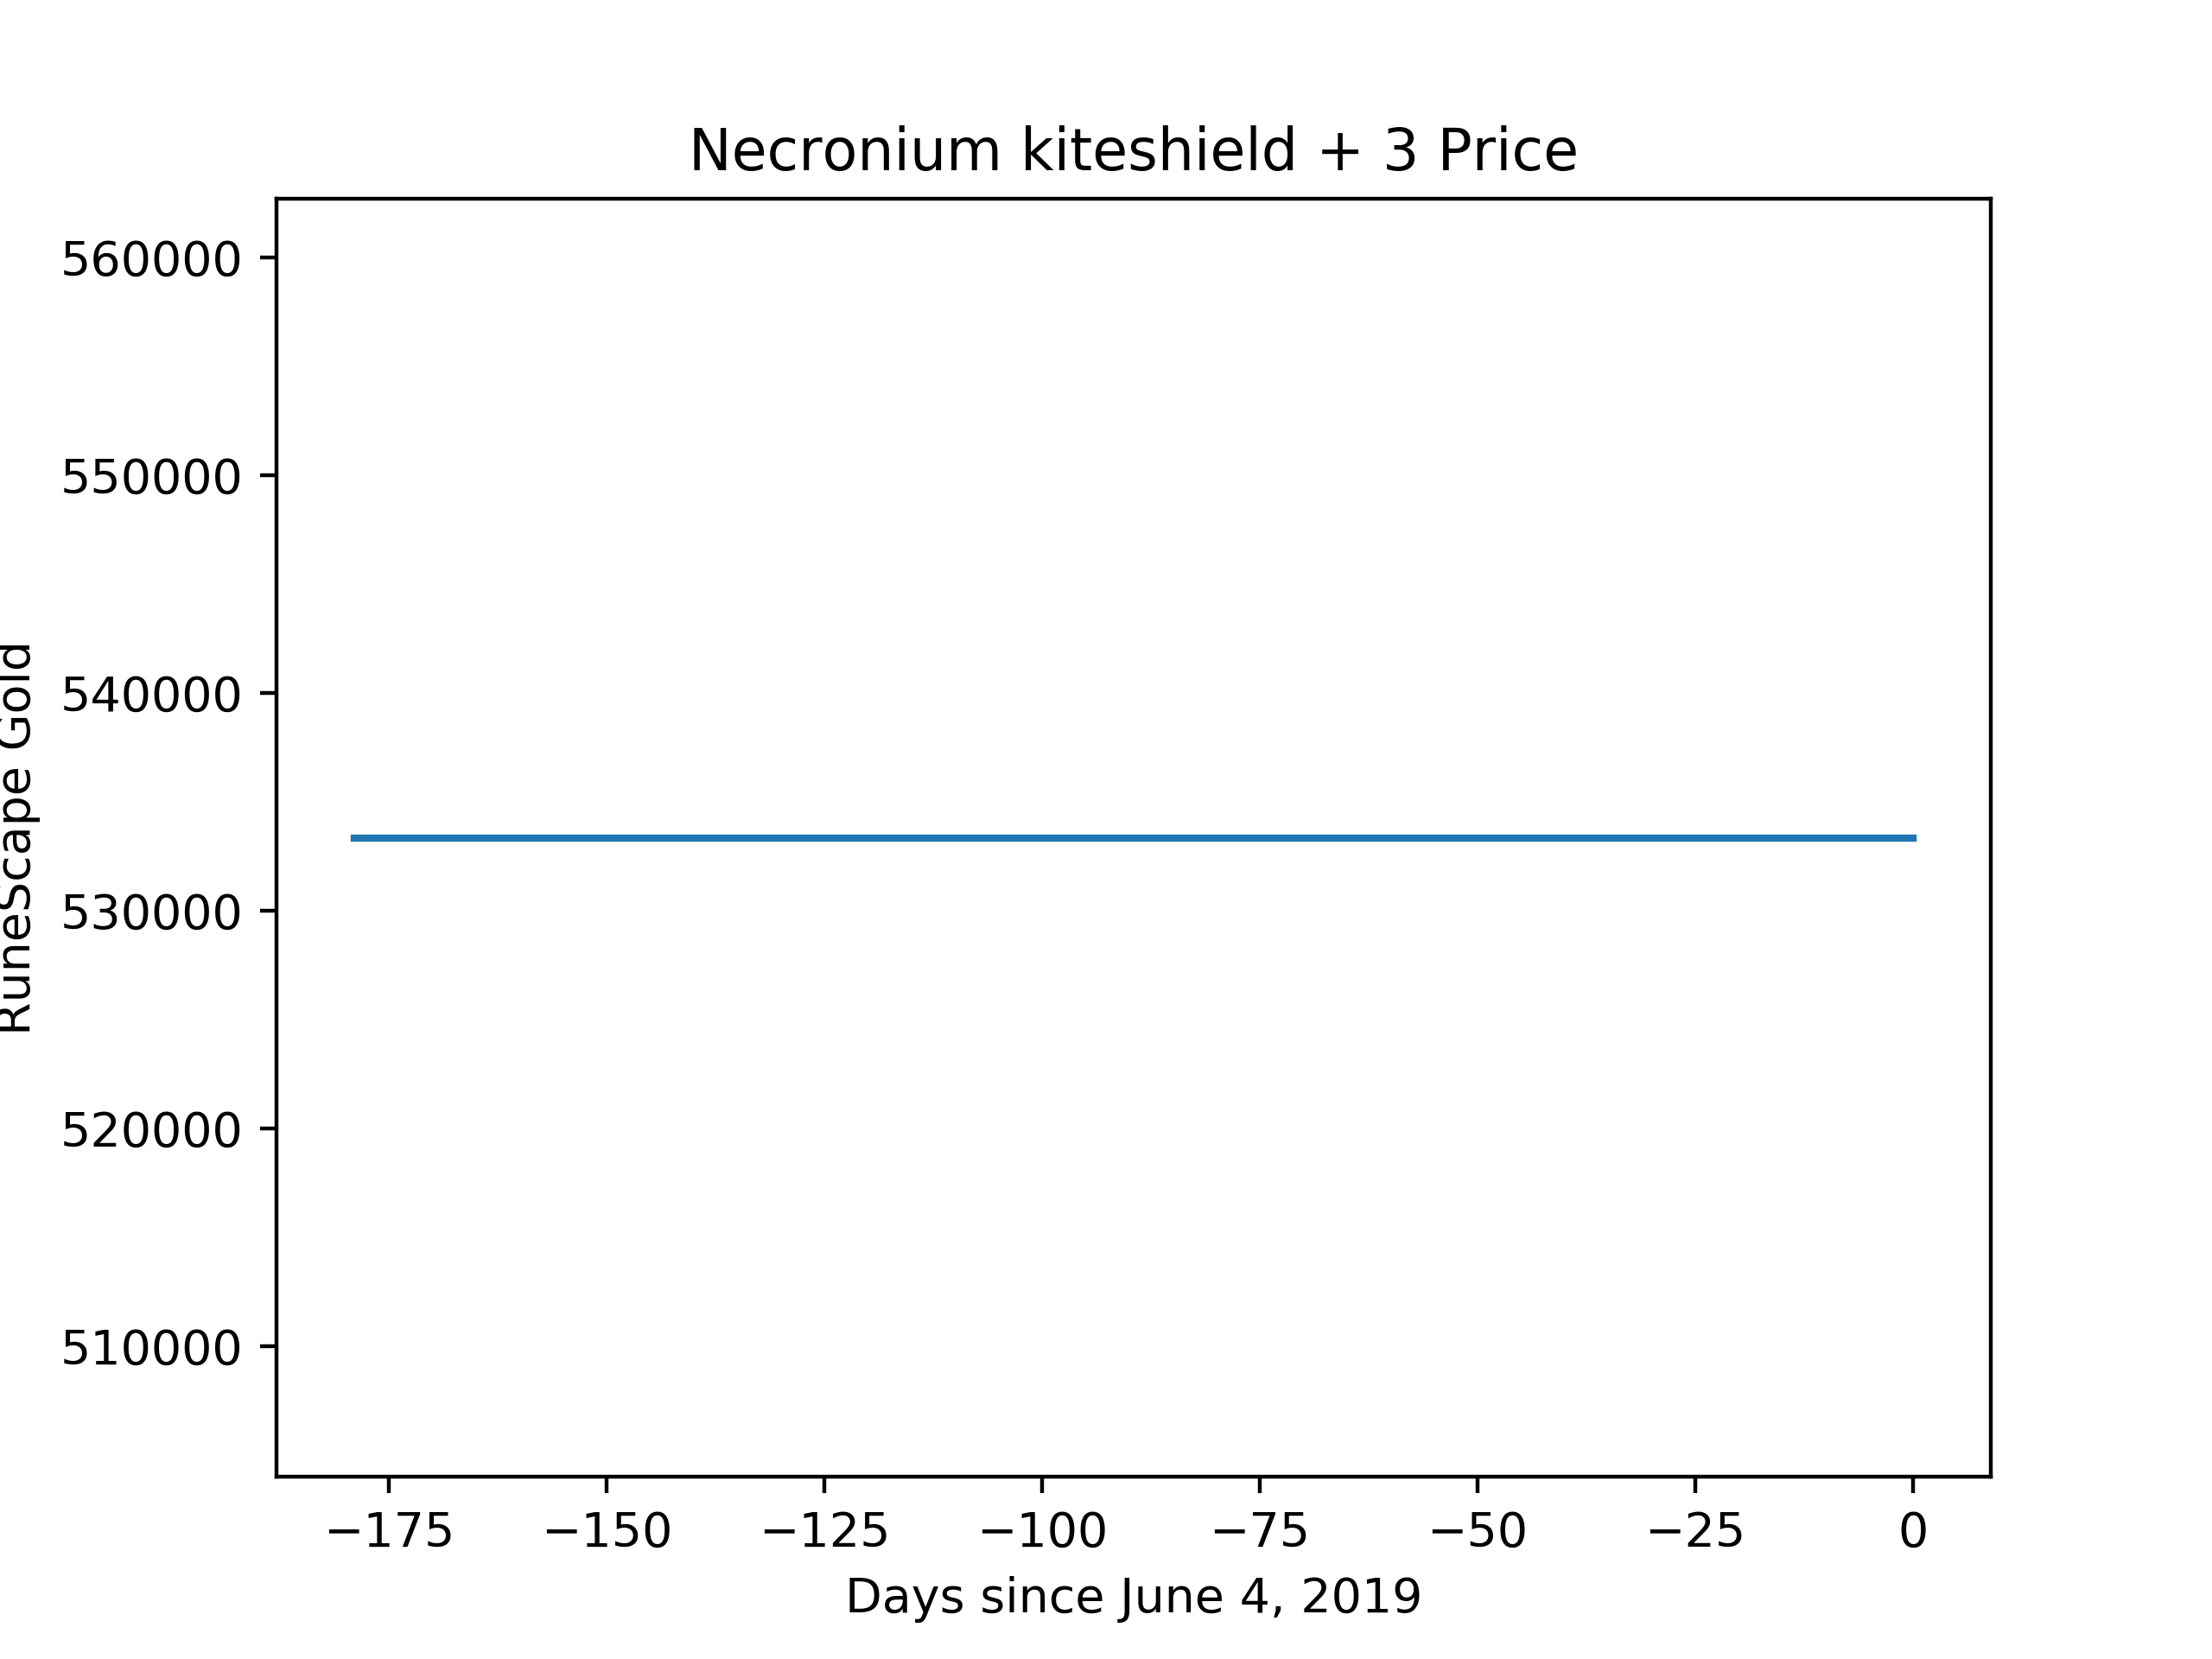 Necronium kiteshield + 3 Price
560000
550000
540000
530000
520000
510000
RuneScape Gold
−175 −150 −125 −100 −75 −50 −25 0
Days since June 4, 2019